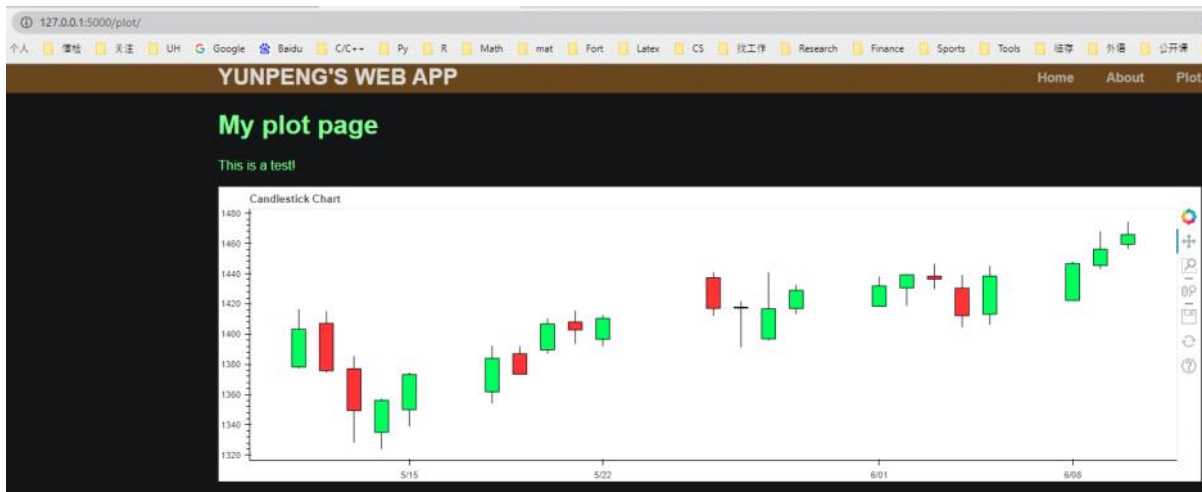 127.0.0.1:5000/plot/
个人 信检 关注 UH Google Baidu C/C++ Py R Math mat Fort Latex CS 找工作 Research Finance Sports Tools 临存 外语 公开课
YUNPENG'S WEB APP Home About Plot
My plot page
This is a test!
Candlestick Chart
1480
1460
1440
1420
1400
1380
1360
1340
1320
5/15 5/22 6/01 6/08